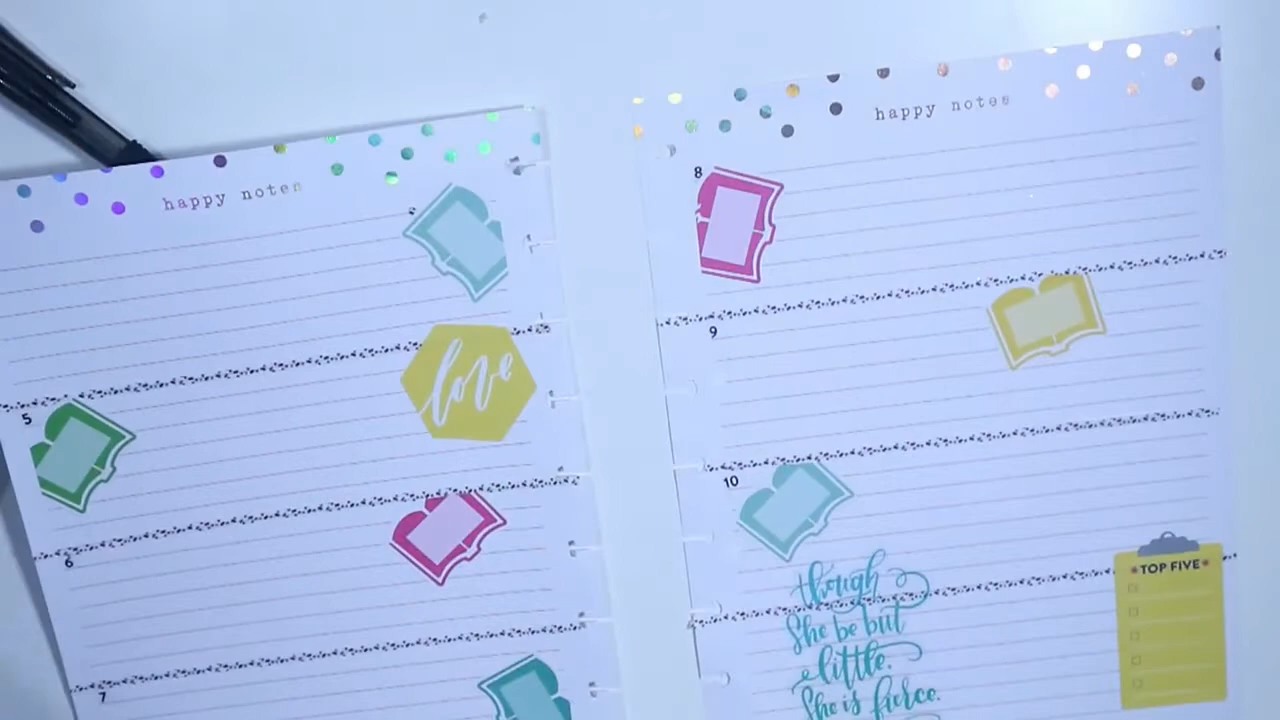 happy notes
love
5
6
7
happy notes
8
9
10
though
She be but
little.
She is fierce.
TOP FIVE